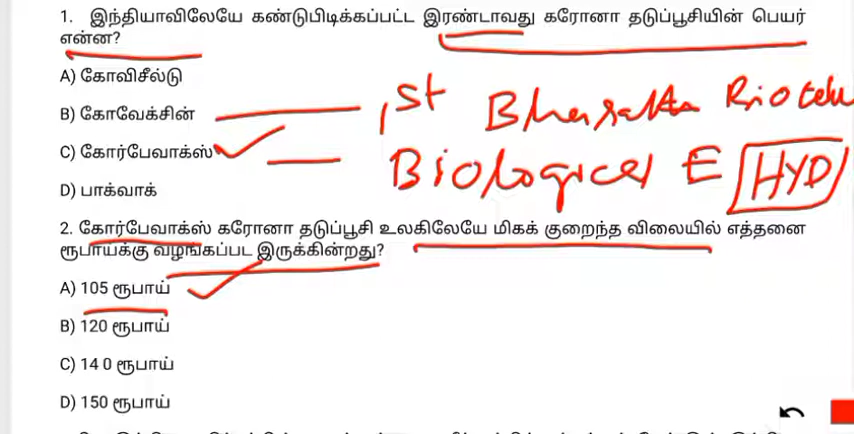 1. இந்தியாவிலேயே கண்டுபிடிக்கப்பட்ட இரண்டாவது கரோனா தடுப்பூசியின் பெயர்
என்ன?
A) கோவிசீல்டு
B) கோவேக்சின்
1st Bharatha Biotech
C) கோர்பேவாக்ஸ்
Biological E HYD
D) பாக்வாக்
2. கோர்பேவாக்ஸ் கரோனா தடுப்பூசி உலகிலேயே மிகக் குறைந்த விலையில் எத்தனை
ரூபாய்க்கு வழங்கப்பட இருக்கின்றது?
A) 105 ரூபாய்
B) 120 ரூபாய்
C) 14 0 ரூபாய்
D) 150 ரூபாய்